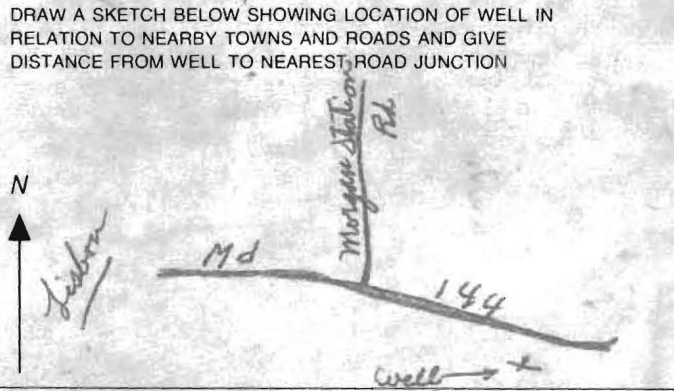 DRAW A SKETCH BELOW SHOWING LOCATION OF WELL IN
RELATION TO NEARBY TOWNS AND ROADS AND GIVE
DISTANCE FROM WELL TO NEAREST ROAD JUNCTION
Morgan Station
Rd
N
Lisbon
Md
144
Well → x